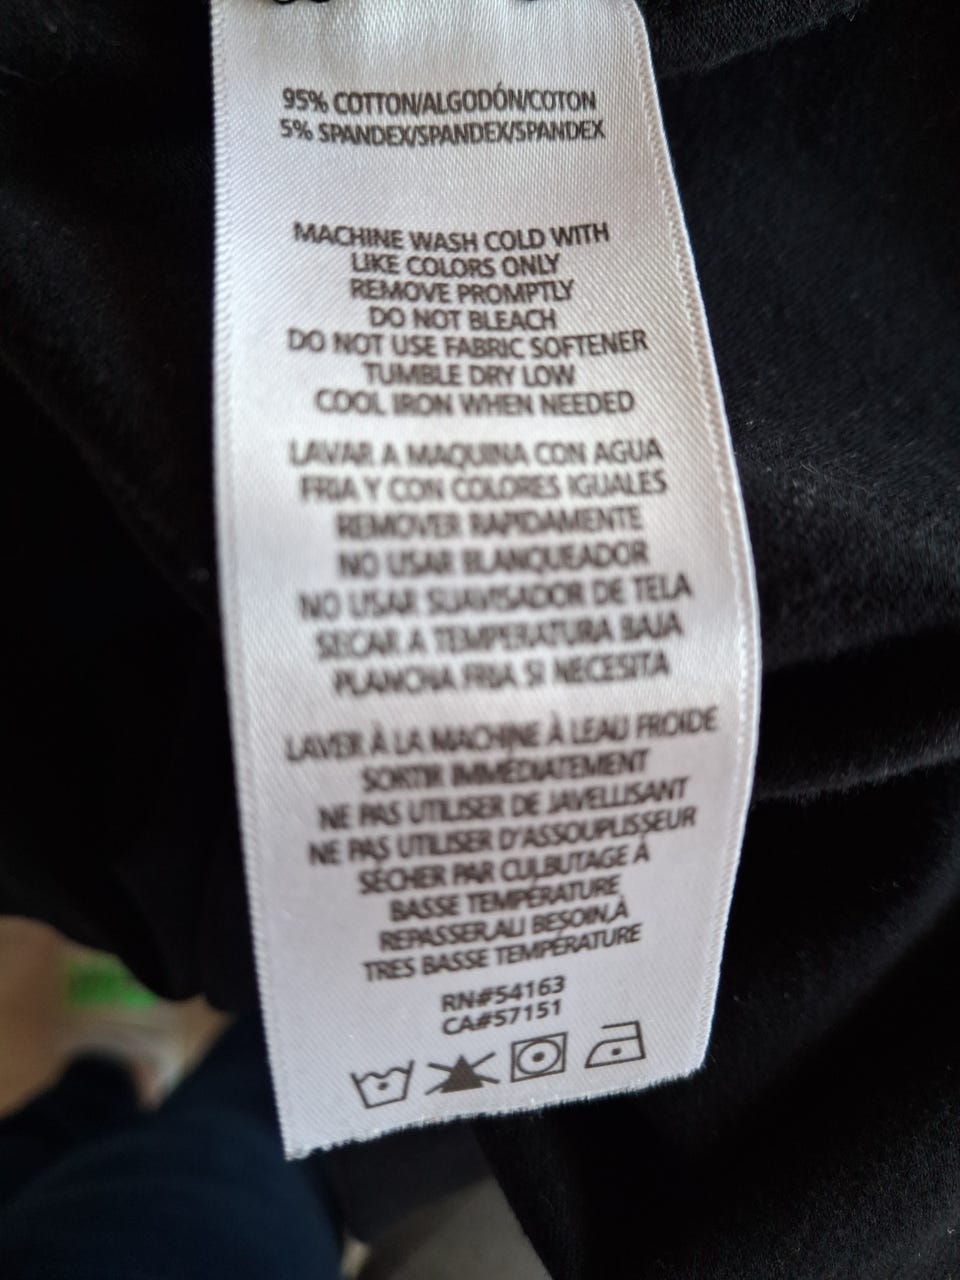 95% COTTON/ALGODÓN/COTON
5% SPANDEX/SPANDEX/SPANDEX
MACHINE WASH COLD WITH
LIKE COLORS ONLY
REMOVE PROMPTLY
DO NOT BLEACH
DO NOT USE FABRIC SOFTENER
TUMBLE DRY LOW
COOL IRON WHEN NEEDED
LAVAR A MAQUINA CON AGUA
FRIA Y CON COLORES IGUALES
REMOVER RAPIDAMENTE
NO USAR BLANQUEADOR
NO USAR SUAVISADOR DE TELA
SECAR A TEMPERATURA BAJA
PLANCHA FRIA SI NECESITA
LAVER À LA MACHINE À LEAU FROIDE
SORTIR IMMÉDIATEMENT
NE PAS UTILISER DE JAVELLISANT
NE PAS UTILISER D'ASSOUPLISSEUR
SÉCHER PAR CULBUTAGE À
BASSE TEMPÉRATURE
REPASSER,AU BESOIN,À
TRES BASSE TEMPÉRATURE
RN#54163
CA#57151